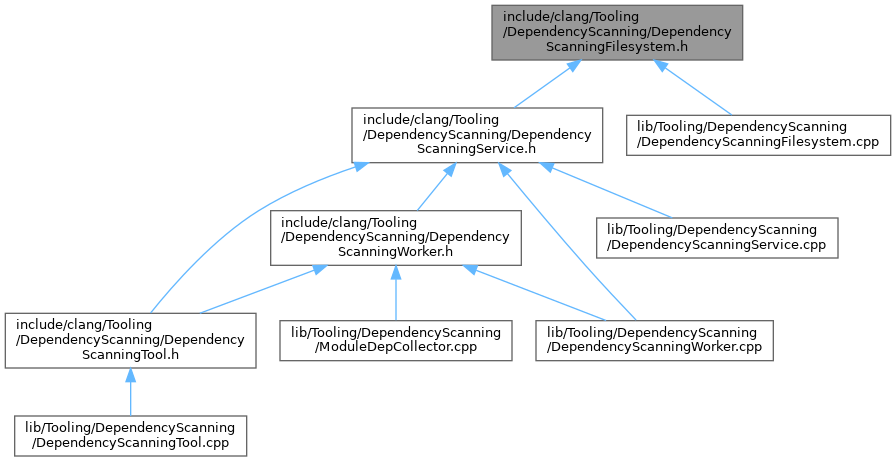 include/clang/Tooling
/DependencyScanning/Dependency
ScanningFilesystem.h
include/clang/Tooling
/DependencyScanning/Dependency
ScanningService.h
lib/Tooling/DependencyScanning
/DependencyScanningFilesystem.cpp
include/clang/Tooling
/DependencyScanning/Dependency
ScanningWorker.h
lib/Tooling/DependencyScanning
/DependencyScanningService.cpp
include/clang/Tooling
/DependencyScanning/Dependency
ScanningTool.h
lib/Tooling/DependencyScanning
/ModuleDepCollector.cpp
lib/Tooling/DependencyScanning
/DependencyScanningWorker.cpp
lib/Tooling/DependencyScanning
/DependencyScanningTool.cpp